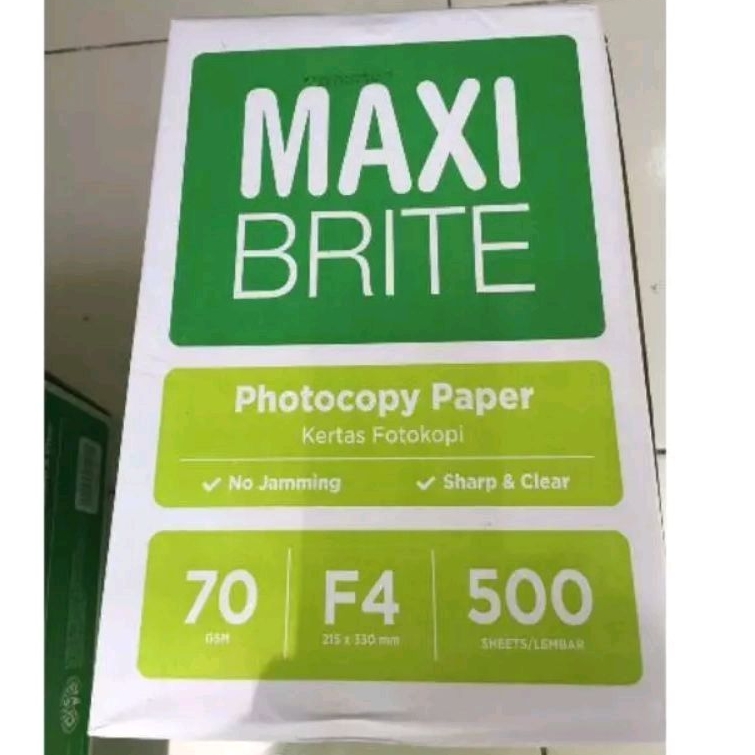 MAXI
BRITE
Photocopy Paper
Kertas Fotokopi
✓ No Jamming ✓ Sharp & Clear
70 F4 500
GSM 215 x 330 mm SHEETS/LEMBAR